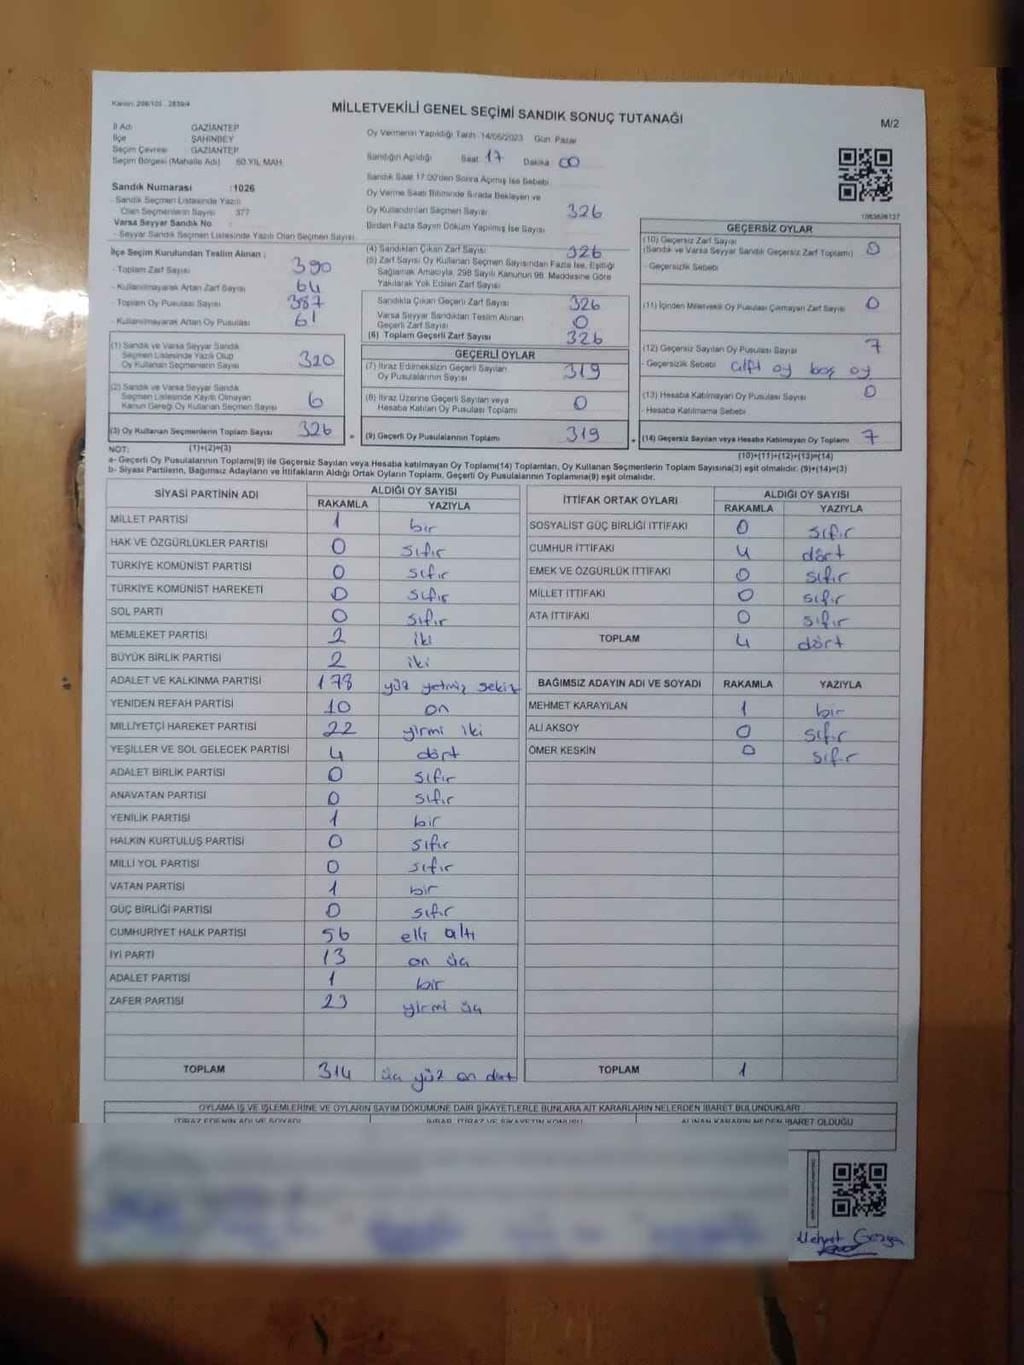 Kanun: 298/105 - 2839/4
MİLLETVEKİLİ GENEL SEÇİMİ SANDIK SONUÇ TUTANAĞI
M/2
İl Adı GAZİANTEP
İlçe ŞAHİNBEY
Seçim Çevresi GAZİANTEP
Seçim Bölgesi (Mahalle Adı) 60.YIL MAH.
Sandık Numarası :1026
Sandık Seçmen Listesinde Yazılı
Olan Seçmenlerin Sayısı 377
Varsa Seyyar Sandık No
- Seyyar Sandık Seçmen Listesinde Yazılı Olan Seçmen Sayısı
Oy Vermenin Yapıldığı Tarih 14/05/2023 Gün Pazar
Sandığın Açıldığı Saat 17 Dakika 00
Sandık Saat 17:00'den Sonra Açılmış İse Sebebi
Oy Verme Saati Bitiminde Sırada Bekleyen ve
Oy Kullandırılan Seçmen Sayısı 326
Birden Fazla Sayım Döküm Yapılmış İse Sayısı
İlçe Seçim Kurulundan Teslim Alınan :
- Toplam Zarf Sayısı 390
- Kullanılmayarak Artan Zarf Sayısı 64
- Toplam Oy Pusulası Sayısı 387
- Kullanılmayarak Artan Oy Pusulası 61
(1) Sandık ve Varsa Seyyar Sandık
Seçmen Listesinde Yazılı Olup
Oy Kullanan Seçmenlerin Sayısı 320
(2) Sandık ve Varsa Seyyar Sandık
Seçmen Listesinde Kayıtlı Olmayan
Kanun Gereği Oy Kullanan Seçmen Sayısı 6
(3) Oy Kullanan Seçmenlerin Toplam Sayısı 326
(1)+(2)=(3)
(4) Sandıktan Çıkan Zarf Sayısı 326
(5) Zarf Sayısı Oy Kullanan Seçmen Sayısından Fazla İse, Eşitliği
Sağlamak Amacıyla, 298 Sayılı Kanunun 98. Maddesine Göre
Yakılarak Yok Edilen Zarf Sayısı
Sandıkta Çıkan Geçerli Zarf Sayısı 326
Varsa Seyyar Sandıktan Teslim Alınan
Geçerli Zarf Sayısı 0
(6) Toplam Geçerli Zarf Sayısı 326
GEÇERLİ OYLAR
(7) İtiraz Edilmeksizin Geçerli Sayılan
Oy Pusulalarının Sayısı 319
(8) İtiraz Üzerine Geçerli Sayılan veya
Hesaba Katılan Oy Pusulası Toplamı 0
= (9) Geçerli Oy Pusulalarının Toplamı 319
GEÇERSİZ OYLAR
(10) Geçersiz Zarf Sayısı
(Sandık ve Varsa Seyyar Sandık Geçersiz Zarf Toplamı) 0
- Geçersizlik Sebebi
(11) İçinden Milletvekili Oy Pusulası Çıkmayan Zarf Sayısı 0
(12) Geçersiz Sayılan Oy Pusulası Sayısı 7
- Geçersizlik Sebebi çift oy boş oy
(13) Hesaba Katılmayan Oy Pusulası Sayısı 0
- Hesaba Katılmama Sebebi
+ (14) Geçersiz Sayılan veya Hesaba Katılmayan Oy Toplamı 7
(10)+(11)+(12)+(13)=(14)
NOT:
a- Geçerli Oy Pusulalarının Toplamı(9) ile Geçersiz Sayılan veya Hesaba katılmayan Oy Toplamı(14) Toplamları, Oy Kullanan Seçmenlerin Toplam Sayısına(3) eşit olmalıdır. (9)+(14)=(3)
b- Siyasi Partilerin, Bağımsız Adayların ve İttifakların Aldığı Ortak Oyların Toplamı, Geçerli Oy Pusulalarının Toplamına(9) eşit olmalıdır.
SİYASİ PARTİNİN ADI ALDIĞI OY SAYISI
RAKAMLA YAZIYLA
MİLLET PARTİSİ 1 bir
HAK VE ÖZGÜRLÜKLER PARTİSİ 0 sıfır
TÜRKİYE KOMÜNİST PARTİSİ 0 sıfır
TÜRKİYE KOMÜNİST HAREKETİ 0 sıfır
SOL PARTİ 0 sıfır
MEMLEKET PARTİSİ 2 iki
BÜYÜK BİRLİK PARTİSİ 2 iki
ADALET VE KALKINMA PARTİSİ 178 yüz yetmiş sekiz
YENİDEN REFAH PARTİSİ 10 on
MİLLİYETÇİ HAREKET PARTİSİ 22 yirmi iki
YEŞİLLER VE SOL GELECEK PARTİSİ 4 dört
ADALET BİRLİK PARTİSİ 0 sıfır
ANAVATAN PARTİSİ 0 sıfır
YENİLİK PARTİSİ 1 bir
HALKIN KURTULUŞ PARTİSİ 0 sıfır
MİLLİ YOL PARTİSİ 0 sıfır
VATAN PARTİSİ 1 bir
GÜÇ BİRLİĞİ PARTİSİ 0 sıfır
CUMHURİYET HALK PARTİSİ 56 elli altı
İYİ PARTİ 13 on üç
ADALET PARTİSİ 1 bir
ZAFER PARTİSİ 23 yirmi üç
TOPLAM 314 üç yüz on dört
İTTİFAK ORTAK OYLARI ALDIĞI OY SAYISI
RAKAMLA YAZIYLA
SOSYALİST GÜÇ BİRLİĞİ İTTİFAKI 0 sıfır
CUMHUR İTTİFAKI 4 dört
EMEK VE ÖZGÜRLÜK İTTİFAKI 0 sıfır
MİLLET İTTİFAKI 0 sıfır
ATA İTTİFAKI 0 sıfır
TOPLAM 4 dört
BAĞIMSIZ ADAYIN ADI VE SOYADI RAKAMLA YAZIYLA
MEHMET KARAYILAN 1 bir
ALİ AKSOY 0 sıfır
ÖMER KESKİN 0 sıfır
TOPLAM 1
OYLAMA İŞ VE İŞLEMLERİNE VE OYLARIN SAYIM DÖKÜMÜNE DAİR ŞİKAYETLERLE BUNLARA AİT KARARLARIN NELERDEN İBARET BULUNDUKLARI
İTİRAZ EDENİN ADI VE SOYADI
ALINAN KARARIN NEDEN İBARET OLDUĞU
Mehmet